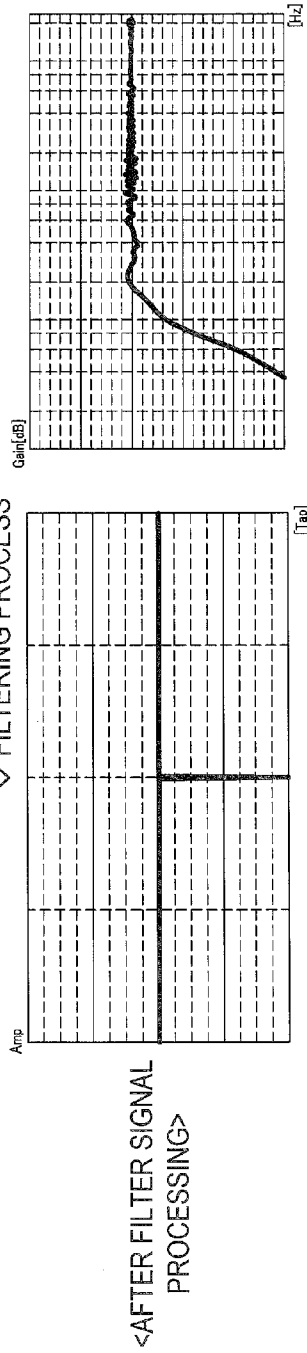 FILTERING PROCESS
<AFTER FILTER SIGNAL
PROCESSING>
Amp
[Tap]
Gain[dB]
[Hz]